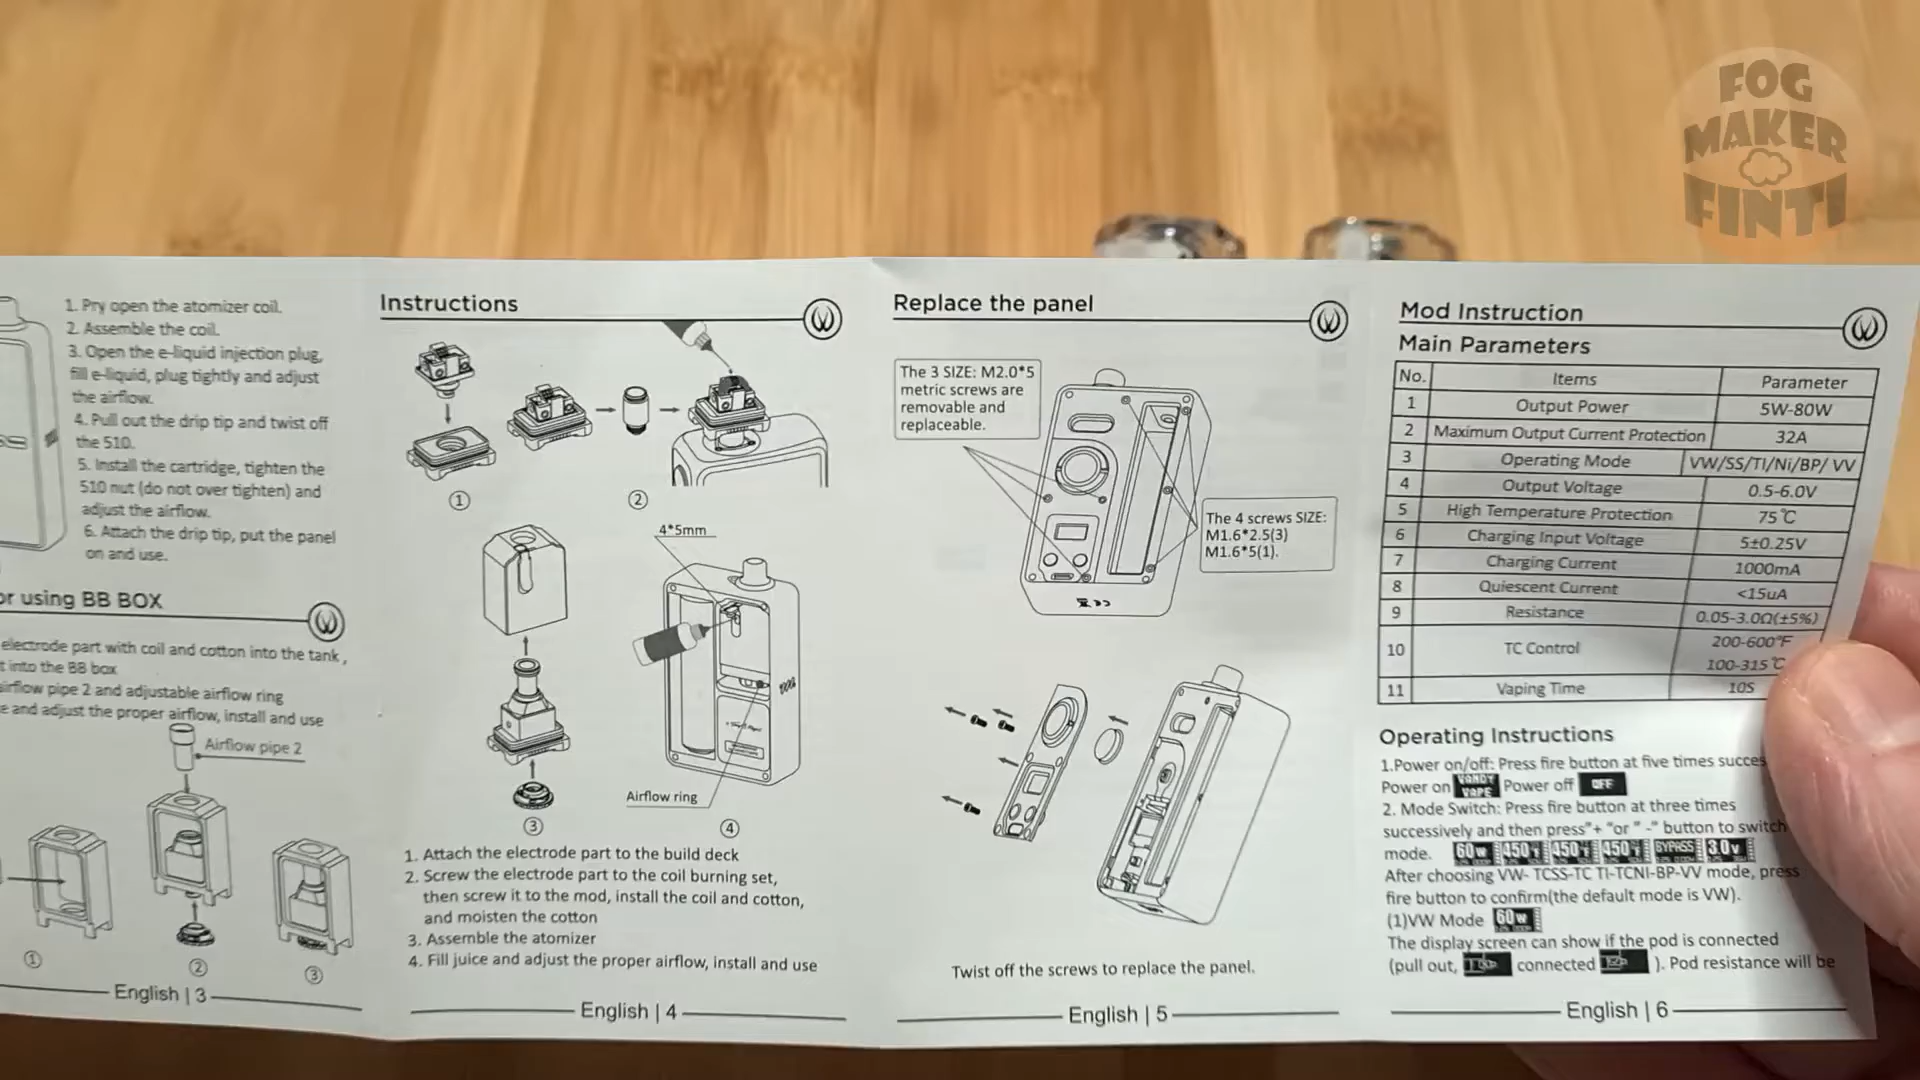 FOG
MAKER
FINTI
1. Pry open the atomizer coil.
2. Assemble the coil.
3. Open the e-liquid injection plug,
fill e-liquid, plug tightly and adjust
the airflow.
4. Pull out the drip tip and twist off
the 510.
5. Install the cartridge, tighten the
510 nut (do not over tighten) and
adjust the airflow.
6. Attach the drip tip, put the panel
on and use.
or using BB BOX
electrode part with coil and cotton into the tank,
t into the BB box
airflow pipe 2 and adjustable airflow ring
e and adjust the proper airflow, install and use
Airflow pipe 2
①
②
③
English | 3
Instructions
①
②
4*5mm
Airflow ring
③
④
1. Attach the electrode part to the build deck
2. Screw the electrode part to the coil burning set,
then screw it to the mod, install the coil and cotton,
and moisten the cotton
3. Assemble the atomizer
4. Fill juice and adjust the proper airflow, install and use
English | 4
Replace the panel
The 3 SIZE: M2.0*5
metric screws are
removable and
replaceable.
The 4 screws SIZE:
M1.6*2.5(3)
M1.6*5(1).
Twist off the screws to replace the panel.
English | 5
Mod Instruction
Main Parameters
No. Items Parameter
1 Output Power 5W-80W
2 Maximum Output Current Protection 32A
3 Operating Mode VW/SS/TI/Ni/BP/ VV
4 Output Voltage 0.5-6.0V
5 High Temperature Protection 75℃
6 Charging Input Voltage 5±0.25V
7 Charging Current 1000mA
8 Quiescent Current <15uA
9 Resistance 0.05-3.0Ω(±5%)
10 TC Control 200-600℉
100-315℃
11 Vaping Time 10S
Operating Instructions
1.Power on/off: Press fire button at five times succes
Power on VANDY VAPE Power off OFF
2. Mode Switch: Press fire button at three times
successively and then press"+ "or " -" button to switch
mode. 60w 450°F 450°F 450°F BYPASS 3.0v
After choosing VW- TCSS-TC TI-TCNI-BP-VV mode, press
fire button to confirm(the default mode is VW).
(1)VW Mode 60w
The display screen can show if the pod is connected
(pull out, connected ). Pod resistance will be
English | 6